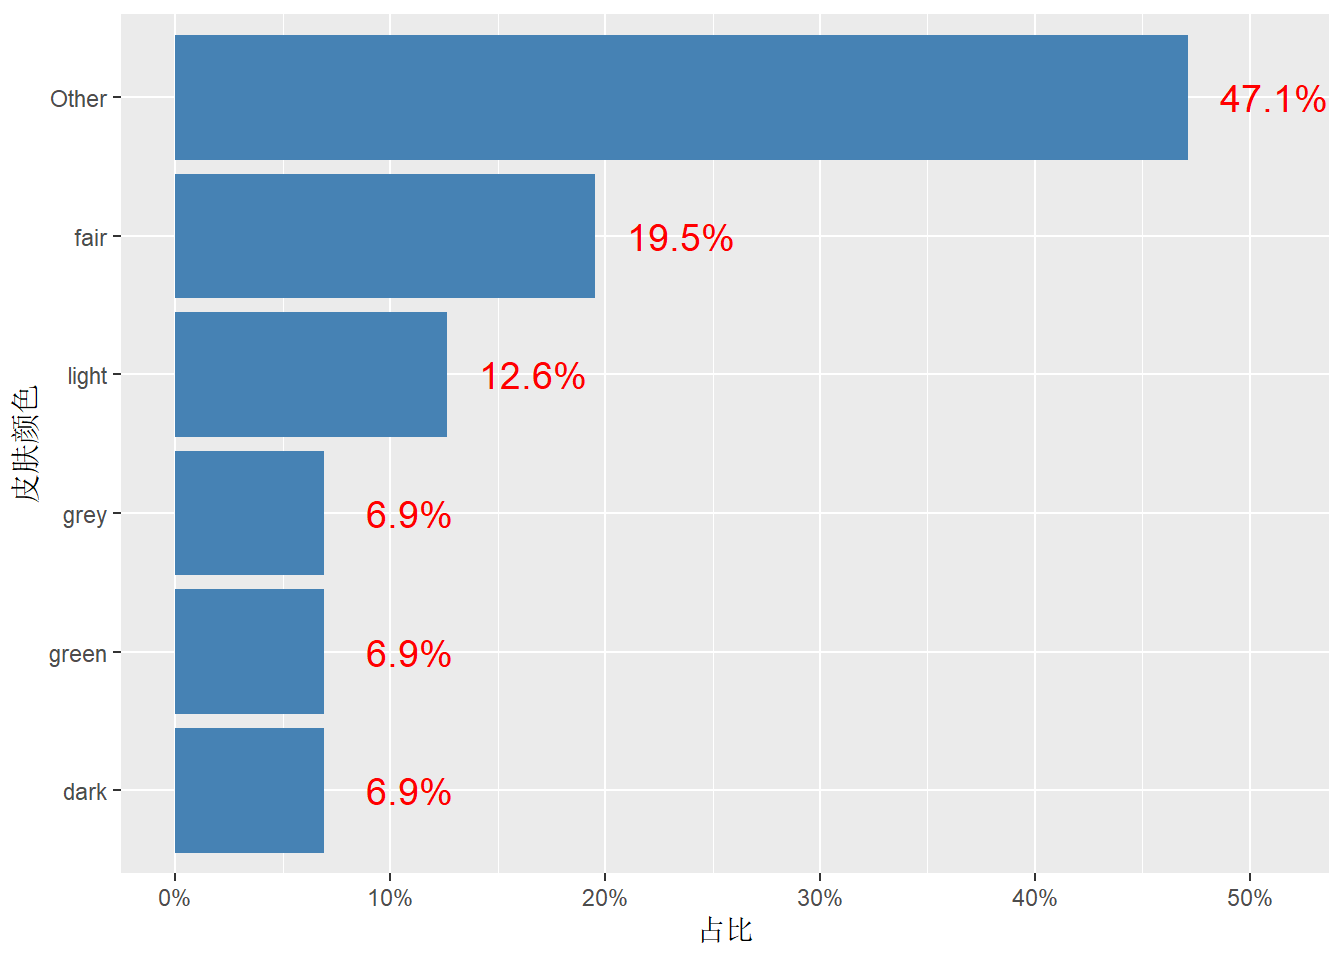 Other
47.1%
fair
19.5%
light
12.6%
皮肤颜色
grey
6.9%
green
6.9%
dark
6.9%
0% 10% 20% 30% 40% 50%
占比